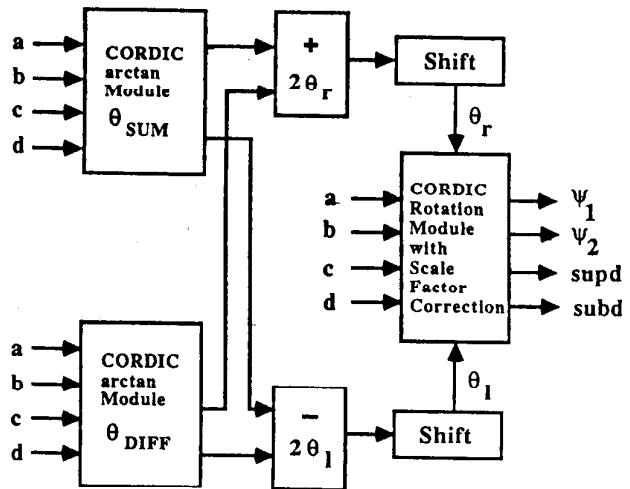 a
b
c
d
CORDIC
arctan
Module
θSUM
+
2θr
Shift
θr
a
b
c
d
CORDIC
Rotation
Module
with
Scale
Factor
Correction
Ψ1
Ψ2
supd
subd
a
b
c
d
CORDIC
arctan
Module
θDIFF
−
2θl
Shift
θl